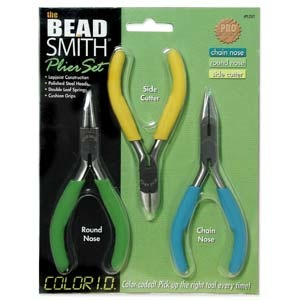 the
BEAD
SMITH
Plier Set
• Lapjoint Construction
• Polished Steel Heads
• Double Leaf Springs
• Cushion Grips
PRO
chain nose
round nose
side cutter
Side
Cutter
Round
Nose
Chain
Nose
COLOR I.D.
Color-coded! Pick up the right tool every time!